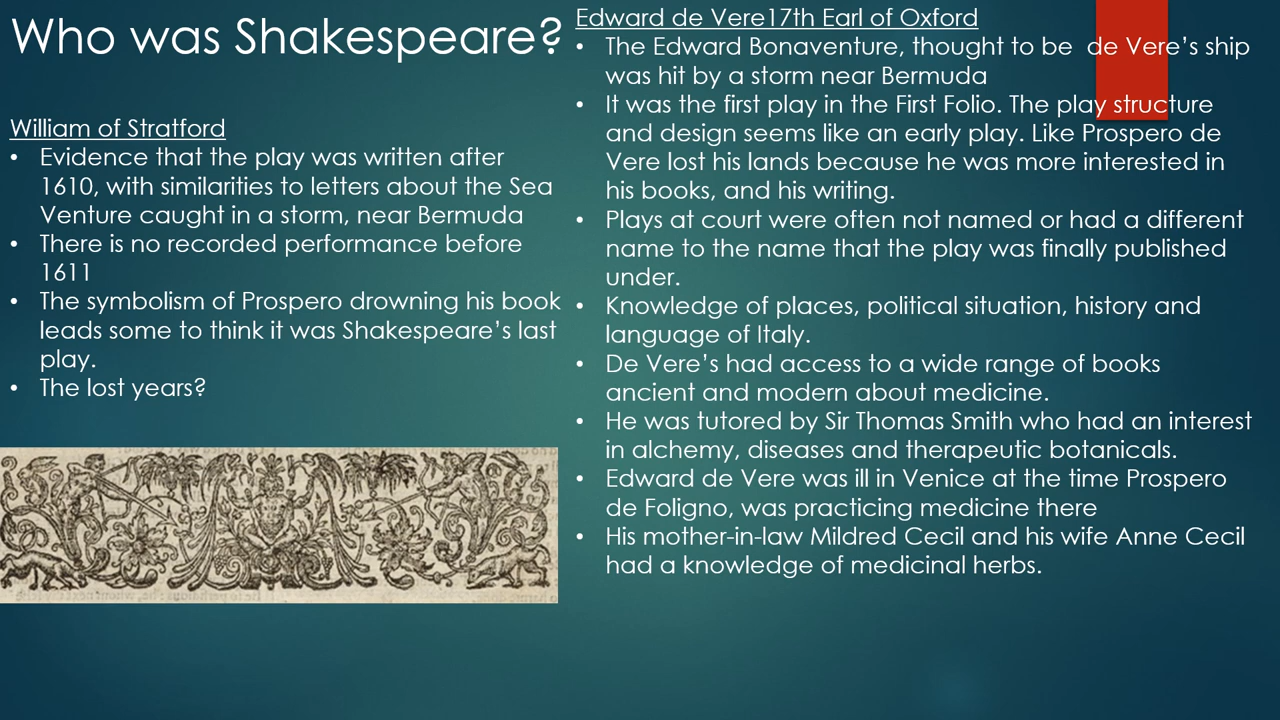 Who was Shakespeare?
William of Stratford
• Evidence that the play was written after
1610, with similarities to letters about the Sea
Venture caught in a storm, near Bermuda
• There is no recorded performance before
1611
• The symbolism of Prospero drowning his book
leads some to think it was Shakespeare's last
play.
• The lost years?
Edward de Vere17th Earl of Oxford
• The Edward Bonaventure, thought to be  de Vere's ship
was hit by a storm near Bermuda
• It was the first play in the First Folio. The play structure
and design seems like an early play. Like Prospero de
Vere lost his lands because he was more interested in
his books, and his writing.
• Plays at court were often not named or had a different
name to the name that the play was finally published
under.
• Knowledge of places, political situation, history and
language of Italy.
• De Vere's had access to a wide range of books
ancient and modern about medicine.
• He was tutored by Sir Thomas Smith who had an interest
in alchemy, diseases and therapeutic botanicals.
• Edward de Vere was ill in Venice at the time Prospero
de Foligno, was practicing medicine there
• His mother-in-law Mildred Cecil and his wife Anne Cecil
had a knowledge of medicinal herbs.